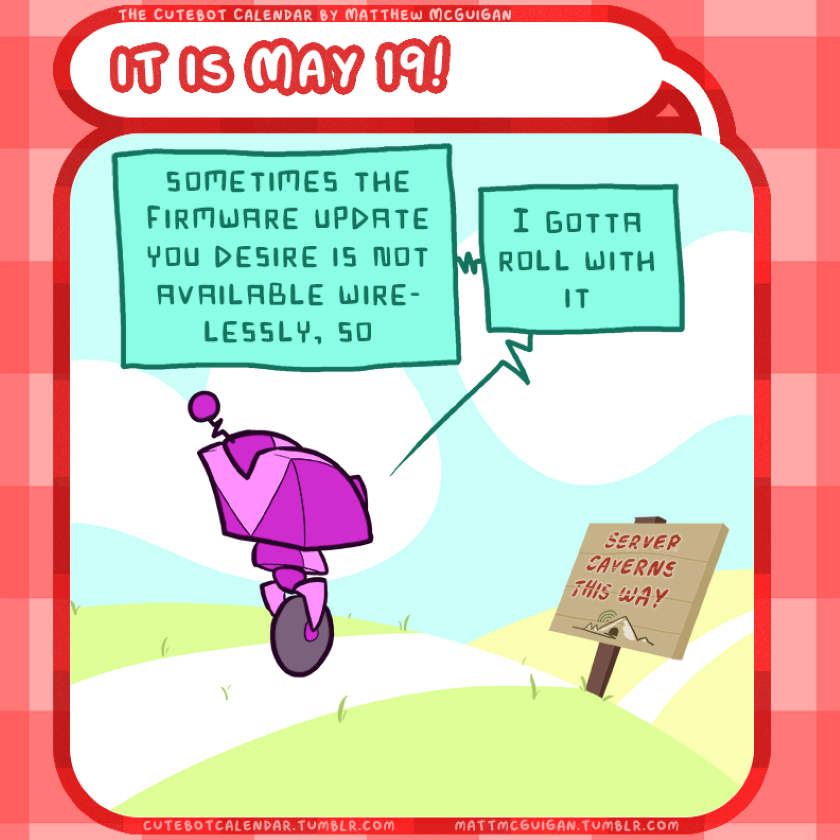 THE CUTEBOT CALENDAR BY MATTHEW MCGUIGAN
IT IS MAY 19!
SOMETIMES THE
FIRMWARE UPDATE
YOU DESIRE IS NOT
AVAILABLE WIRE-
LESSLY, SO
I GOTTA
ROLL WITH
IT
SERVER
CAVERNS
THIS WAY
CUTEBOTCALENDAR.TUMBLR.COM
MATTMCGUIGAN.TUMBLR.COM